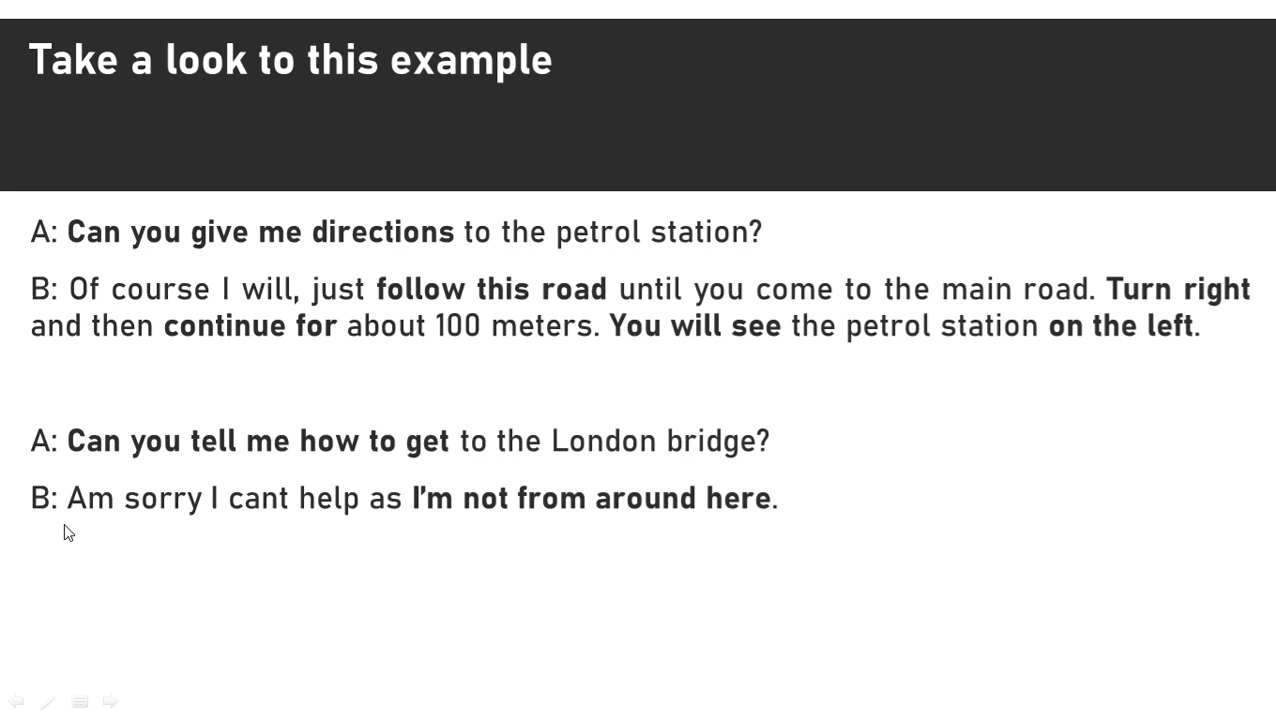 Take a look to this example
A: Can you give me directions to the petrol station?
B: Of course I will, just follow this road until you come to the main road. Turn right
and then continue for about 100 meters. You will see the petrol station on the left.
A: Can you tell me how to get to the London bridge?
B: Am sorry I cant help as I'm not from around here.